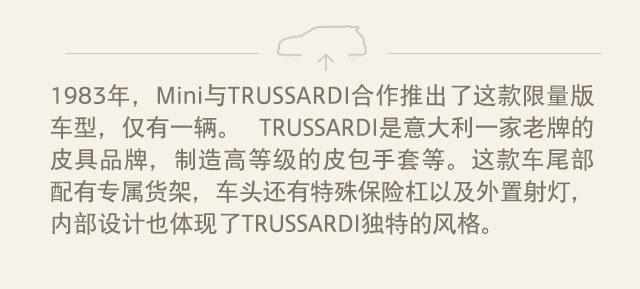 1983年，Mini与TRUSSARDI合作推出了这款限量版
车型，仅有一辆。 TRUSSARDI是意大利一家老牌的
皮具品牌，制造高等级的皮包手套等。这款车尾部
配有专属货架，车头还有特殊保险杠以及外置射灯，
内部设计也体现了TRUSSARDI独特的风格。